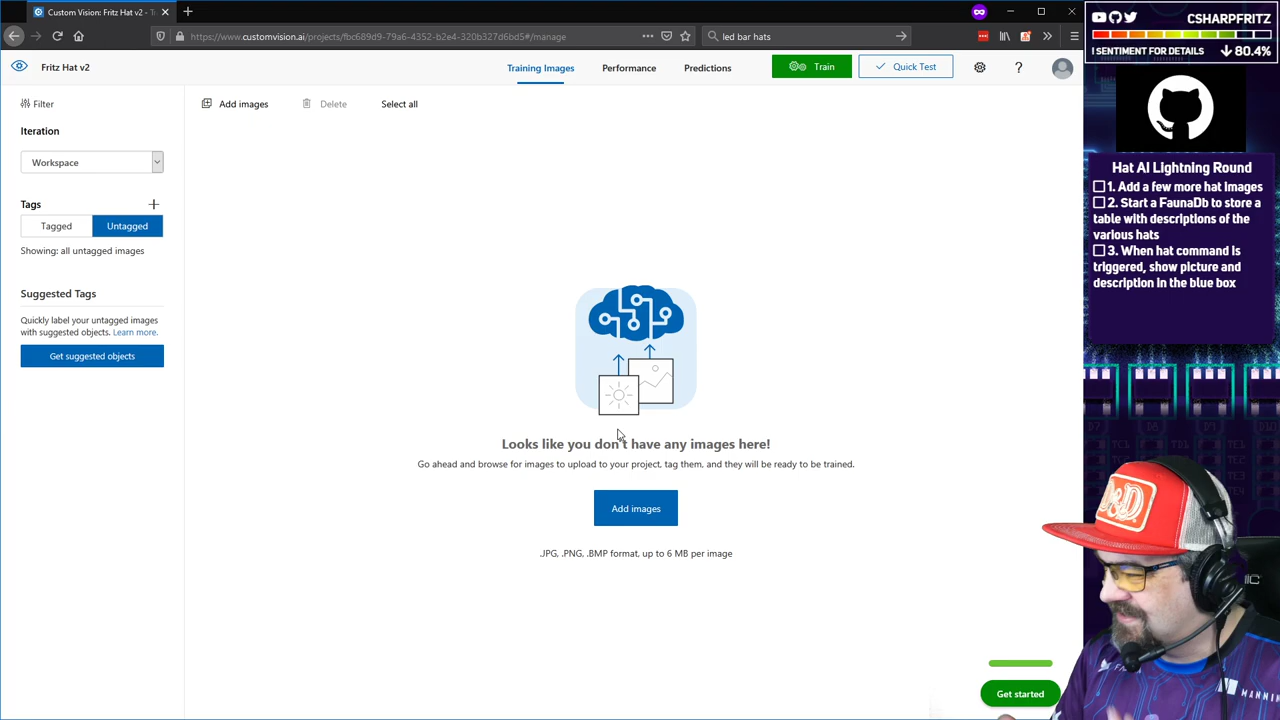 Custom Vision: Fritz Hat v2 - T
https://www.customvision.ai/projects/fbc689d9-79a6-4352-b2e4-320b327d6bd5#/manage
led bar hats
Fritz Hat v2
Training Images
Performance
Predictions
Train
Quick Test
?
Filter
Add images
Delete
Select all
Iteration
Workspace
Tags
Tagged
Untagged
Showing: all untagged images
Suggested Tags
Quickly label your untagged images
with suggested objects. Learn more.
Get suggested objects
Looks like you don't have any images here!
Go ahead and browse for images to upload to your project, tag them, and they will be ready to be trained.
Add images
.JPG, .PNG, .BMP format, up to 6 MB per image
Get started
CSHARPFRITZ
! SENTIMENT FOR DETAILS
80.4%
Hat AI Lightning Round
1. Add a few more hat images
2. Start a FaunaDb to store a
table with descriptions of the
various hats
3. When hat command is
triggered, show picture and
description in the blue box
D7
D8
D9
D10
TC1
TD1
D&D
MANNIN